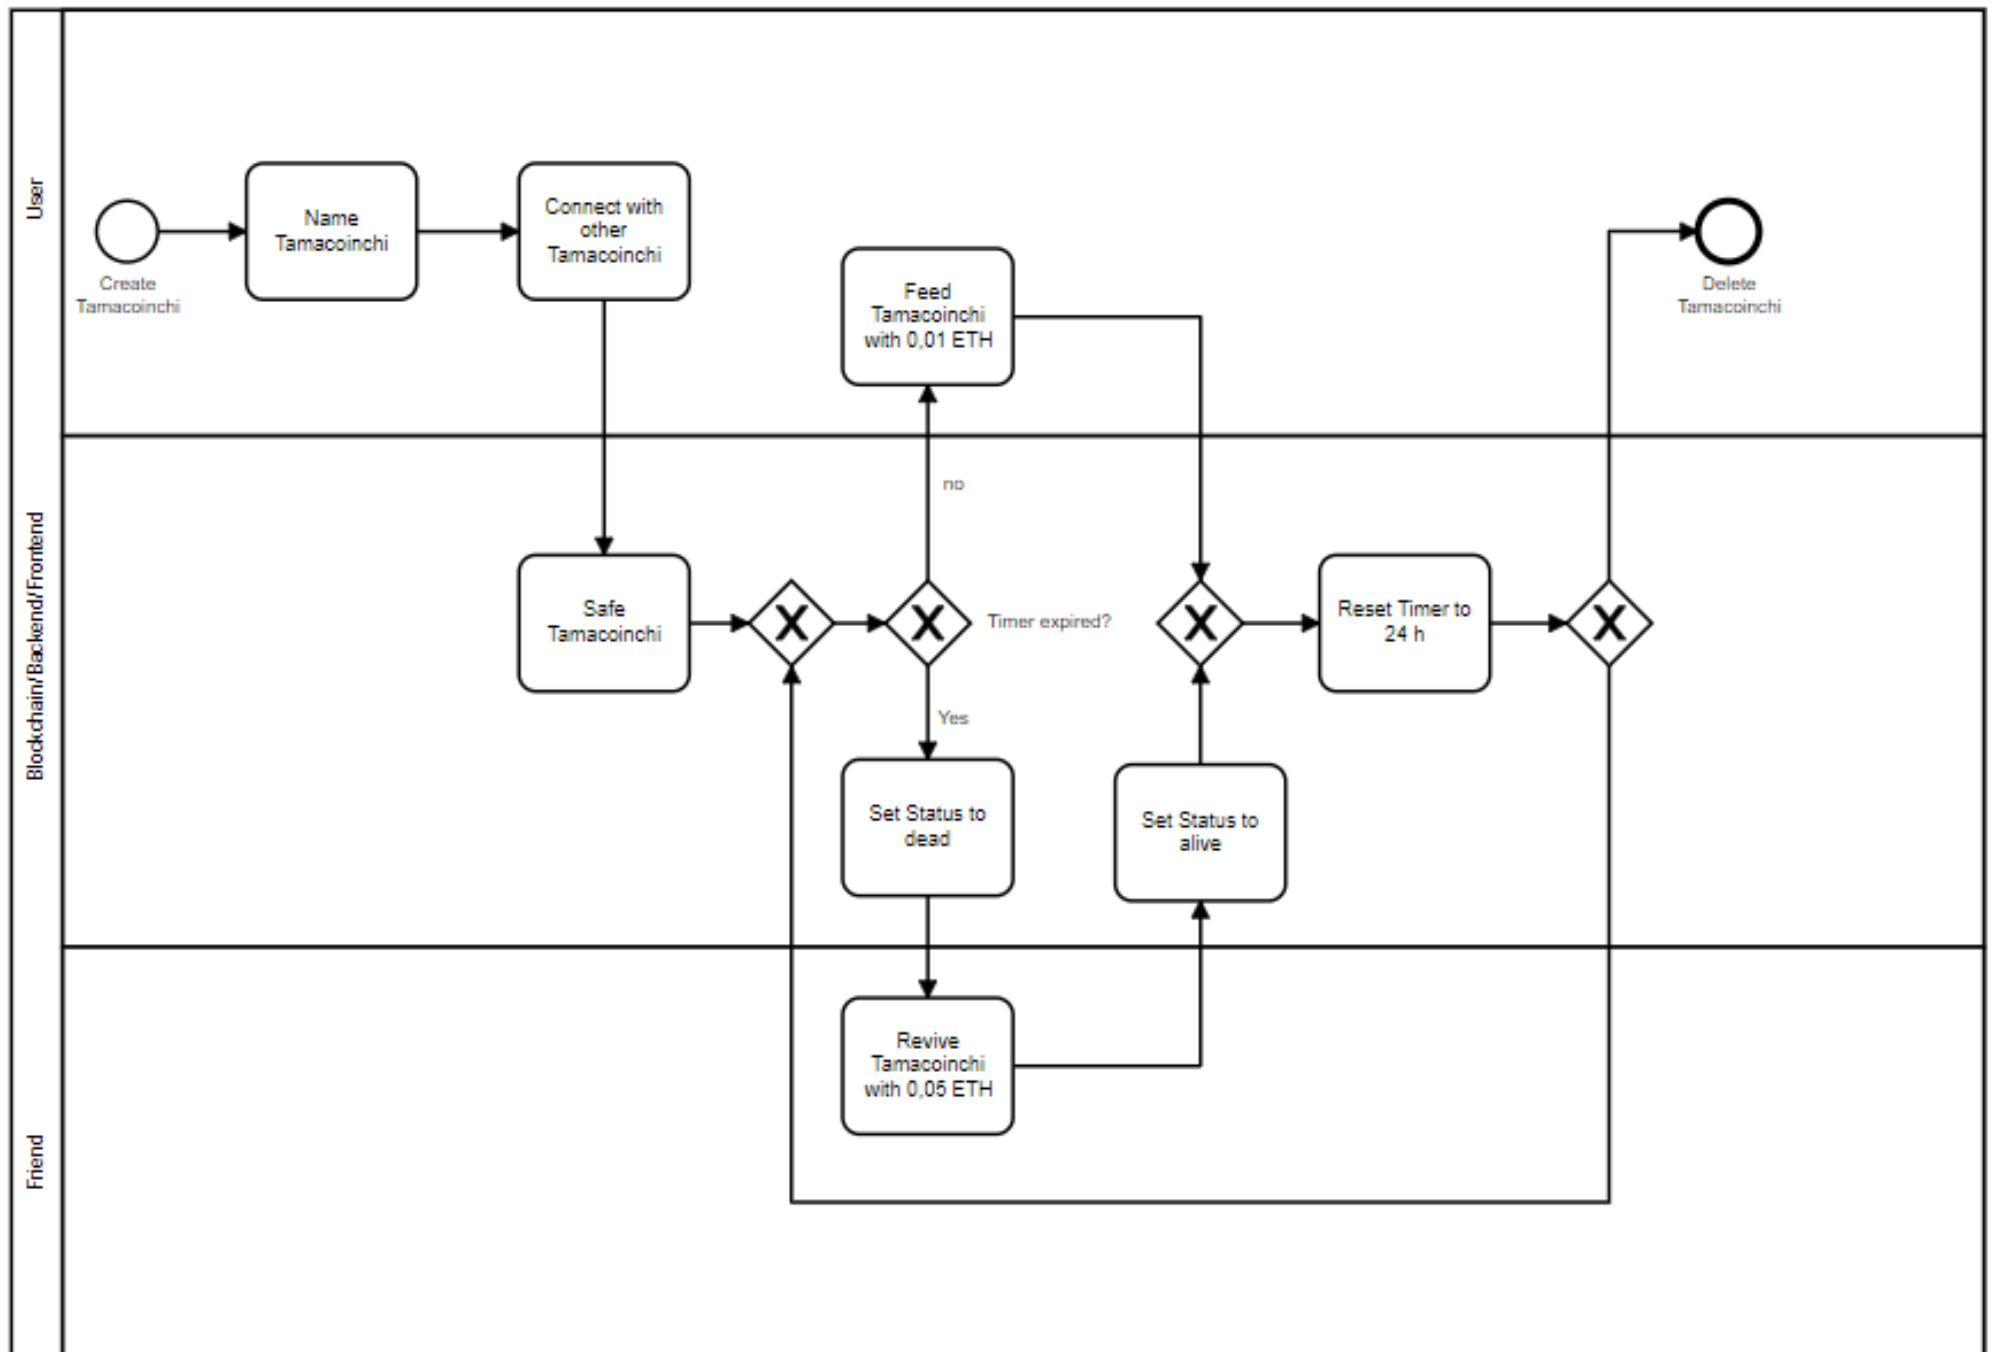 User
Create
Tamacoinchi
Name
Tamacoinchi
Connect with
other
Tamacoinchi
Feed
Tamacoinchi
with 0,01 ETH
Delete
Tamacoinchi
Blockchain/Backend/Frontend
no
Safe
Tamacoinchi
X
X
Timer expired?
X
Reset Timer to
24 h
X
Yes
Set Status to
dead
Set Status to
alive
Friend
Revive
Tamacoinchi
with 0,05 ETH